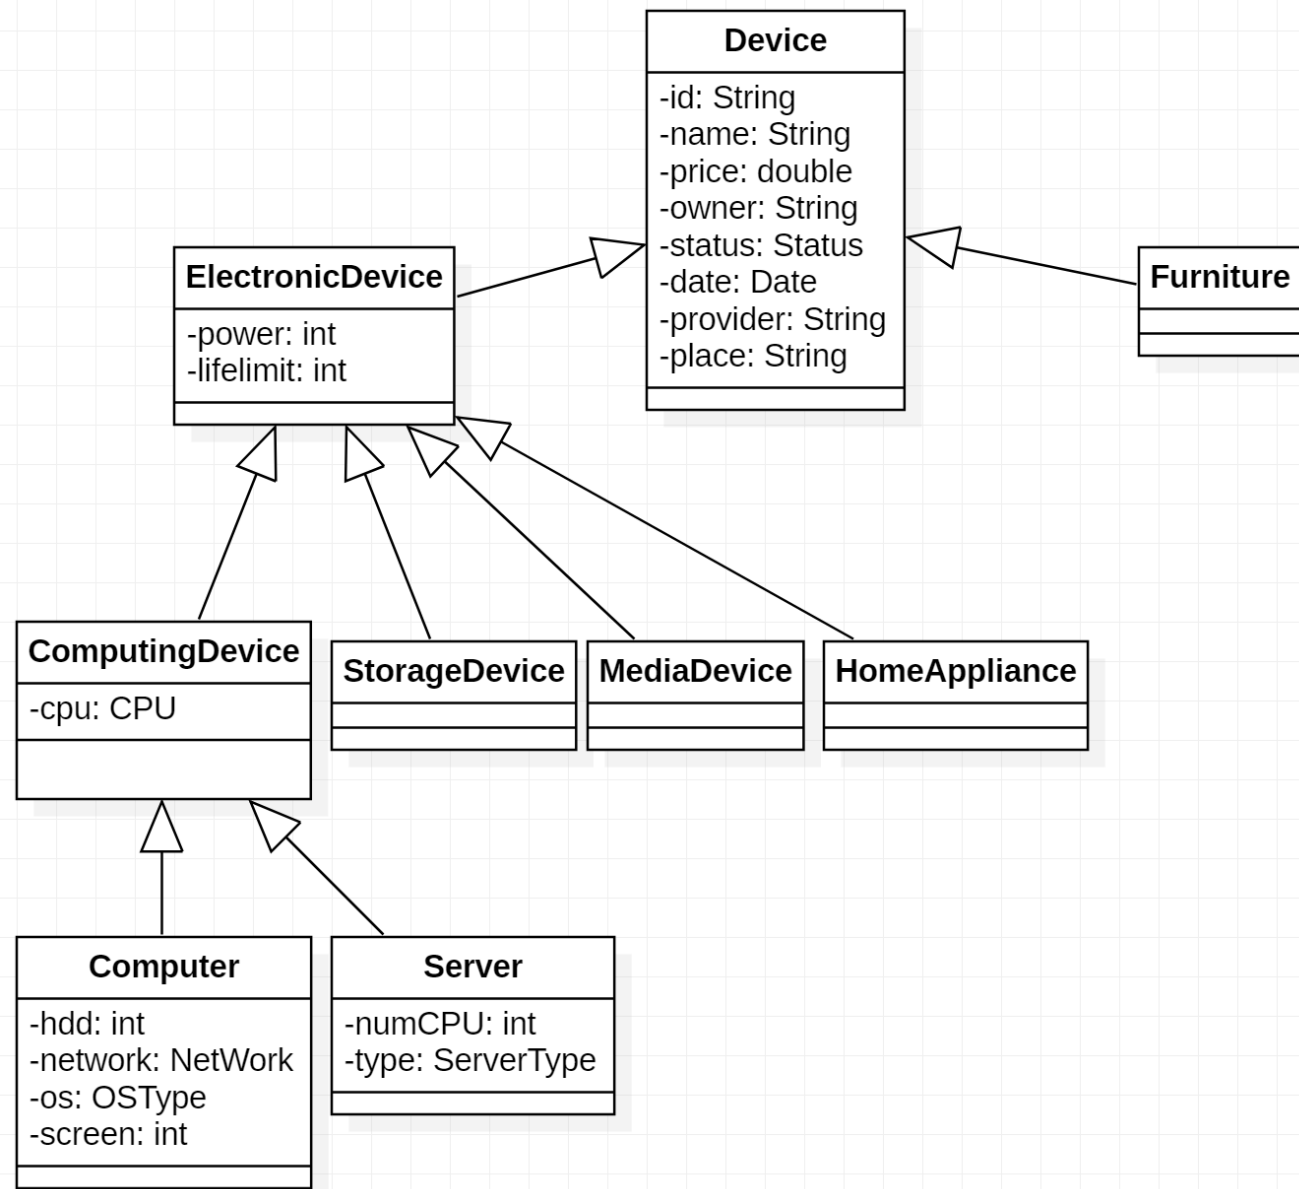 Device
-id: String
-name: String
-price: double
-owner: String
-status: Status
-date: Date
-provider: String
-place: String
ElectronicDevice
-power: int
-lifelimit: int
Furniture
ComputingDevice
-cpu: CPU
StorageDevice
MediaDevice
HomeAppliance
Computer
-hdd: int
-network: NetWork
-os: OSType
-screen: int
Server
-numCPU: int
-type: ServerType